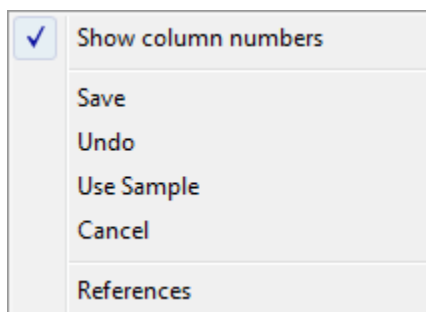 Show column numbers
Save
Undo
Use Sample
Cancel
References